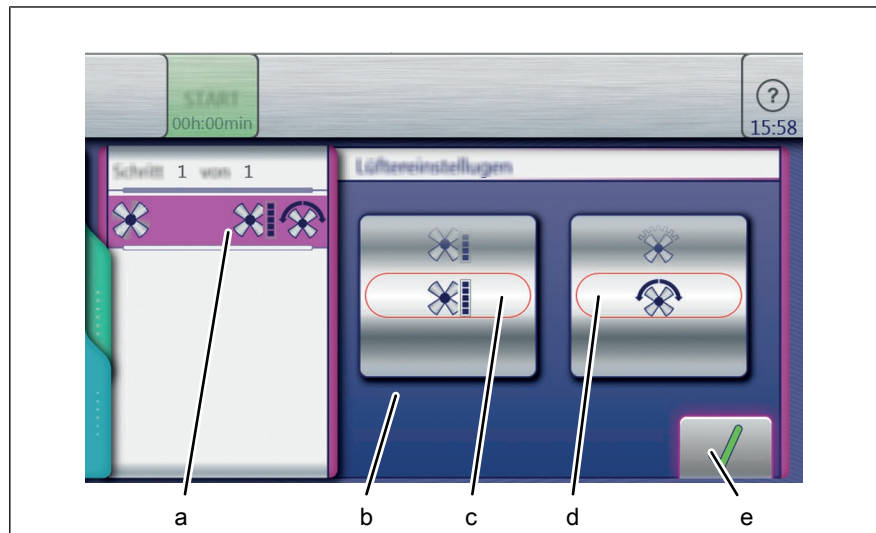 START
00h:00min
?
15:58
Schritt 1 von 1
Lüftereinstellugen
a
b
c
d
e